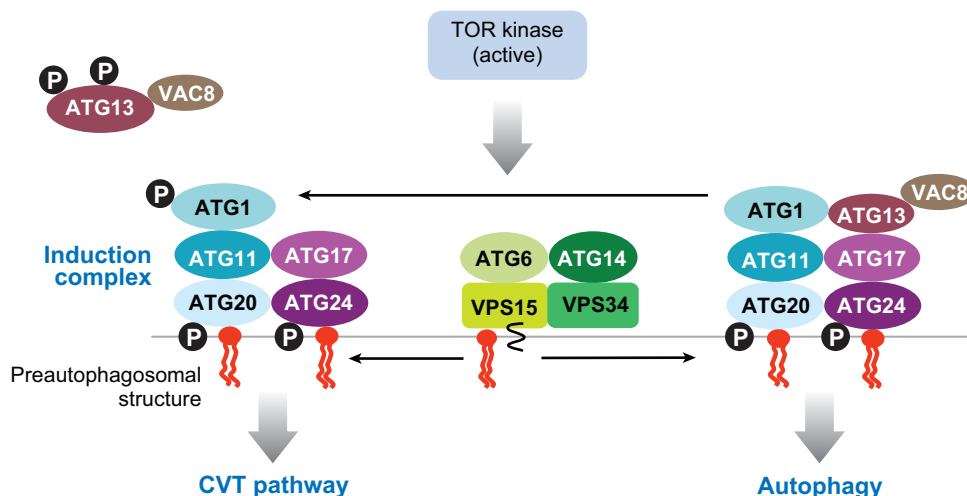 TOR kinase
(active)
P
P
ATG13
VAC8
P
ATG1
ATG11
ATG17
ATG20
ATG24
P
P
Induction
complex
ATG6
ATG14
VPS15
VPS34
ATG1
ATG13
VAC8
ATG11
ATG17
ATG20
ATG24
P
P
Preautophagosomal
structure
CVT pathway
Autophagy